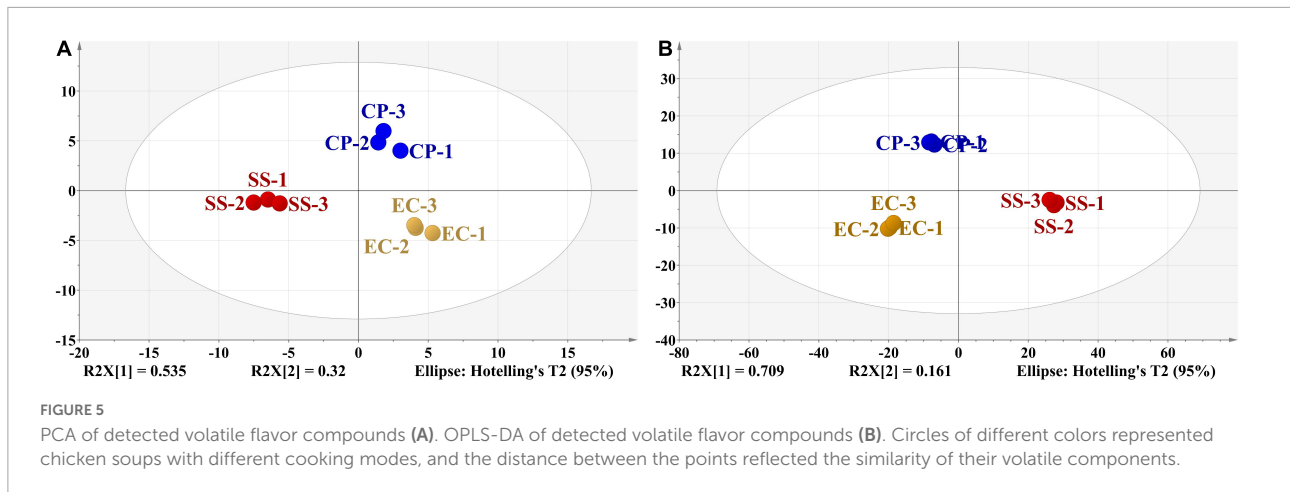 A
10
5
0
-5
-10
-15
-20
-15
-10
-5
0
5
10
15
CP-3
CP-2
CP-1
SS-1
SS-2
SS-3
EC-3
EC-2
EC-1
R2X[1] = 0.535
R2X[2] = 0.32
Ellipse: Hotelling's T2 (95%)
B
30
20
10
0
-10
-20
-30
-40
-80
-60
-40
-20
0
20
40
60
CP-3
CP-1
CP-2
EC-3
EC-2
EC-1
SS-3
SS-1
SS-2
R2X[1] = 0.709
R2X[2] = 0.161
Ellipse: Hotelling's T2 (95%)
FIGURE 5
PCA of detected volatile flavor compounds (A). OPLS-DA of detected volatile flavor compounds (B). Circles of different colors represented
chicken soups with different cooking modes, and the distance between the points reflected the similarity of their volatile components.